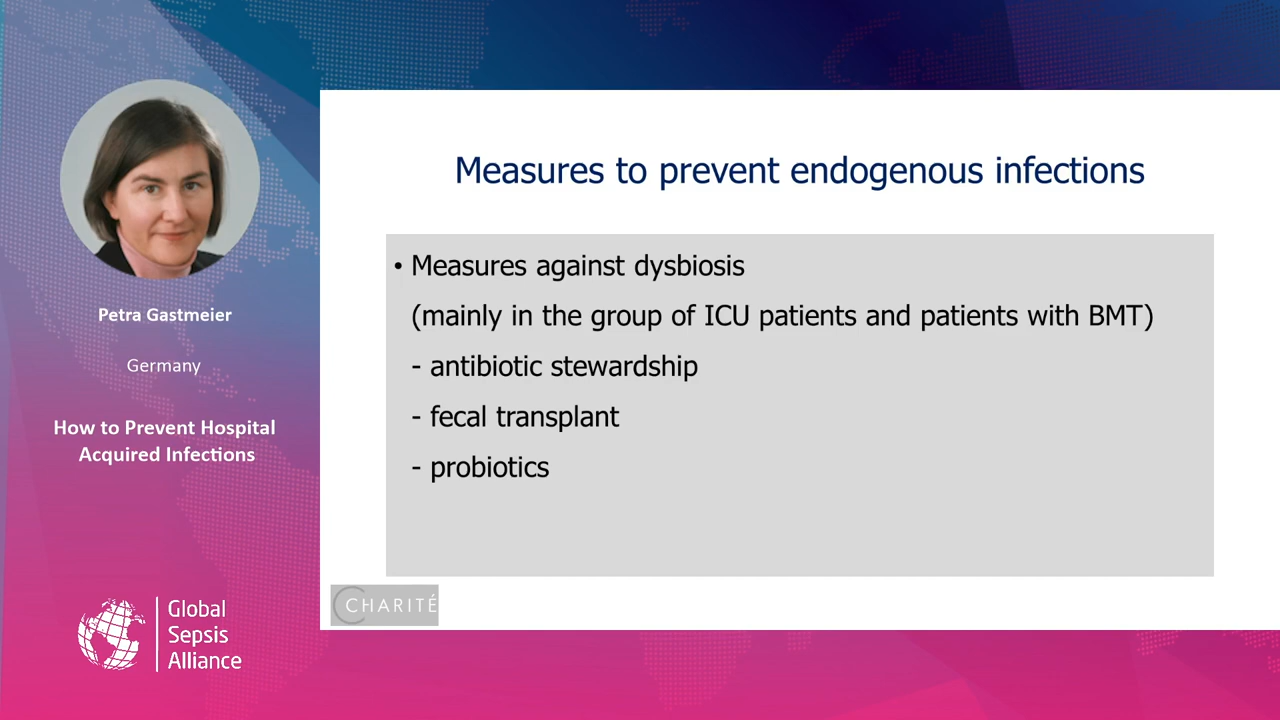 Petra Gastmeier
Germany
How to Prevent Hospital
Acquired Infections
Global
Sepsis
Alliance
Measures to prevent endogenous infections
• Measures against dysbiosis
(mainly in the group of ICU patients and patients with BMT)
- antibiotic stewardship
- fecal transplant
- probiotics
CHARITÉ